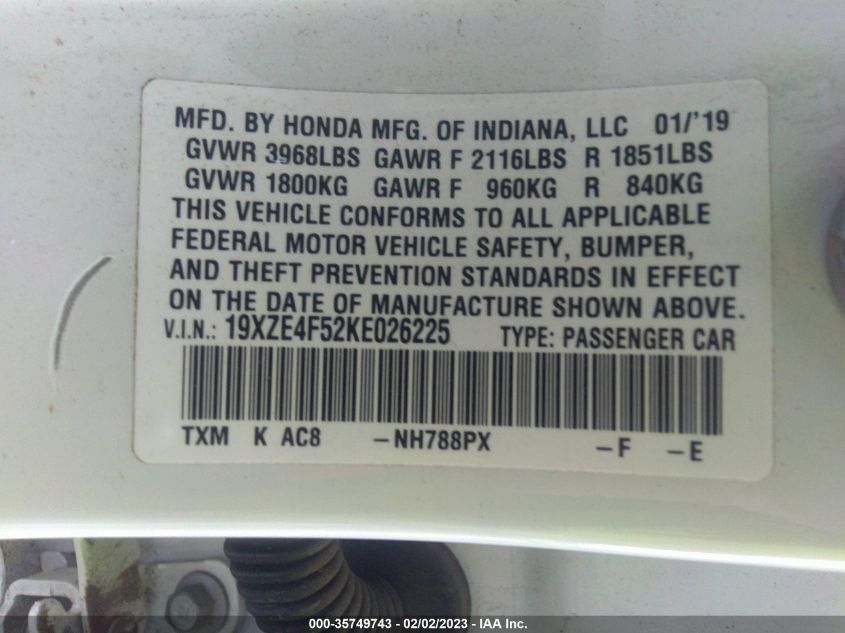 MFD. BY HONDA MFG. OF INDIANA, LLC 01/'19
GVWR 3968LBS GAWR F 2116LBS R 1851LBS
GVWR 1800KG GAWR F 960KG R 840KG
THIS VEHICLE CONFORMS TO ALL APPLICABLE
FEDERAL MOTOR VEHICLE SAFETY, BUMPER,
AND THEFT PREVENTION STANDARDS IN EFFECT
ON THE DATE OF MANUFACTURE SHOWN ABOVE.
V.I.N.: 19XZE4F52KE026225 TYPE: PASSENGER CAR
TXM K AC8 –NH788PX –F –E
000-35749743 - 02/02/2023 - IAA Inc.